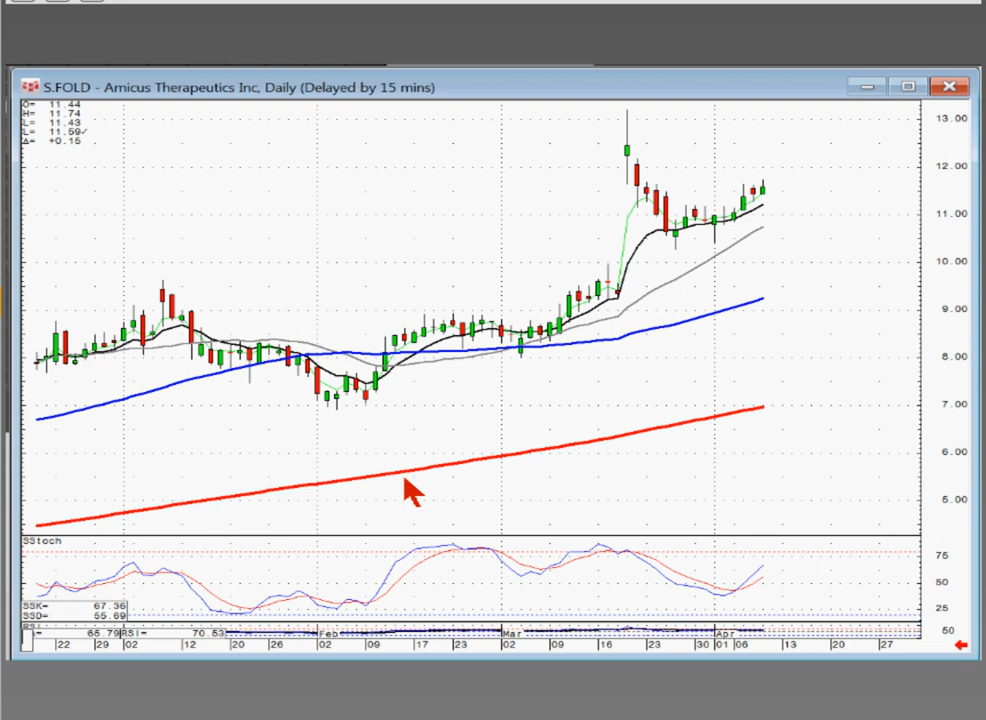 S.FOLD - Amicus Therapeutics Inc, Daily (Delayed by 15 mins)
O= 11.44
H= 11.74
L= 11.43
L= 11.59✓
Δ= +0.15
13.00
12.00
11.00
10.00
9.00
8.00
7.00
6.00
5.00
SStoch
75
50
25
SSK= 67.36
SSD= 55.69
65.79 RSI= 70.53
Feb Mar Apr
50
22 29 02 12 20 26 02 09 17 23 02 09 16 23 30 01 06 13 20 27